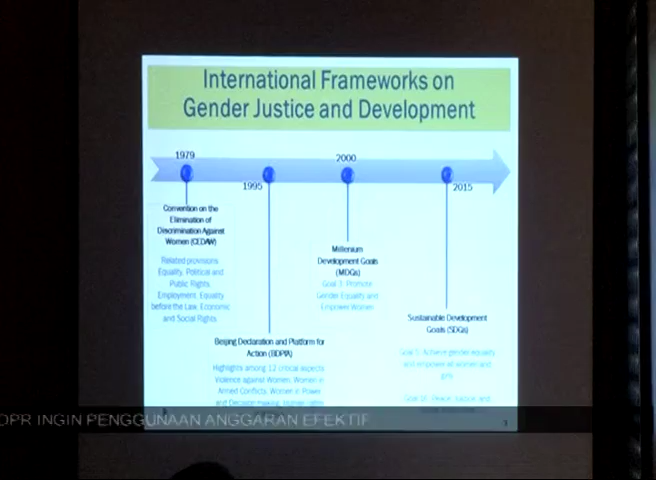 International Frameworks on
Gender Justice and Development
1979
1995
2000
2015
Convention on the
Elimination of
Discrimination Against
Women (CEDAW)
Related provisions
Equality, Political and
Public Rights,
Employment, Equality
before the Law, Economic
and Social Rights
Beijing Declaration and Platform for
Action (BDPfA)
Highlights among 12 critical aspects
Violence against Women, Women in
Armed Conflicts, Women in Power
and Decision making, Human rights
Millenium
Development Goals
(MDGs)
Goal 3: Promote
Gender Equality and
Empower Women
Sustainable Development
Goals (SDGs)
Goal 5: Achieve gender equality
and empower all women and
girls
Goal 16: Peace, Justice and
3
DPR INGIN PENGGUNAAN ANGGARAN EFEKTIF